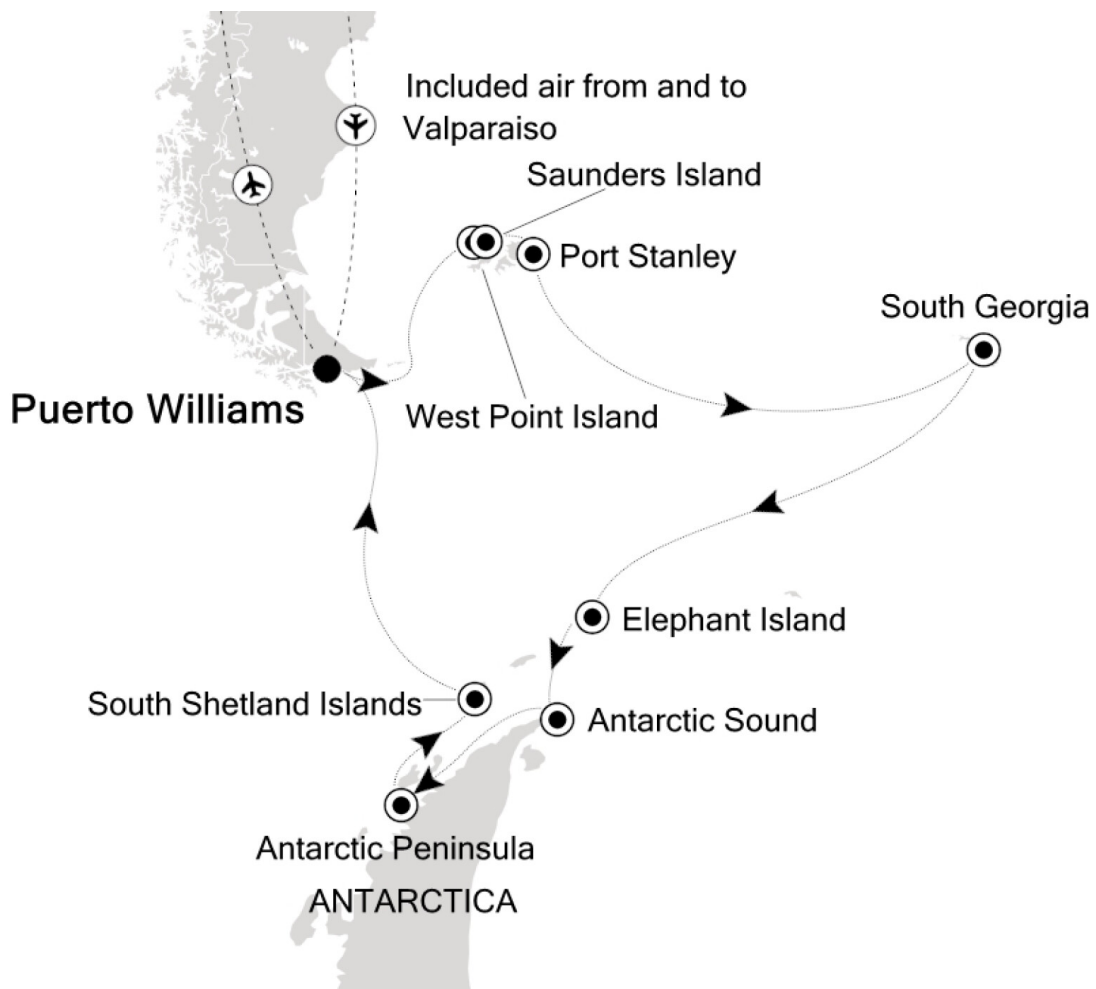 Included air from and to
Valparaiso
Saunders Island
Port Stanley
South Georgia
Puerto Williams
West Point Island
Elephant Island
South Shetland Islands
Antarctic Sound
Antarctic Peninsula
ANTARCTICA